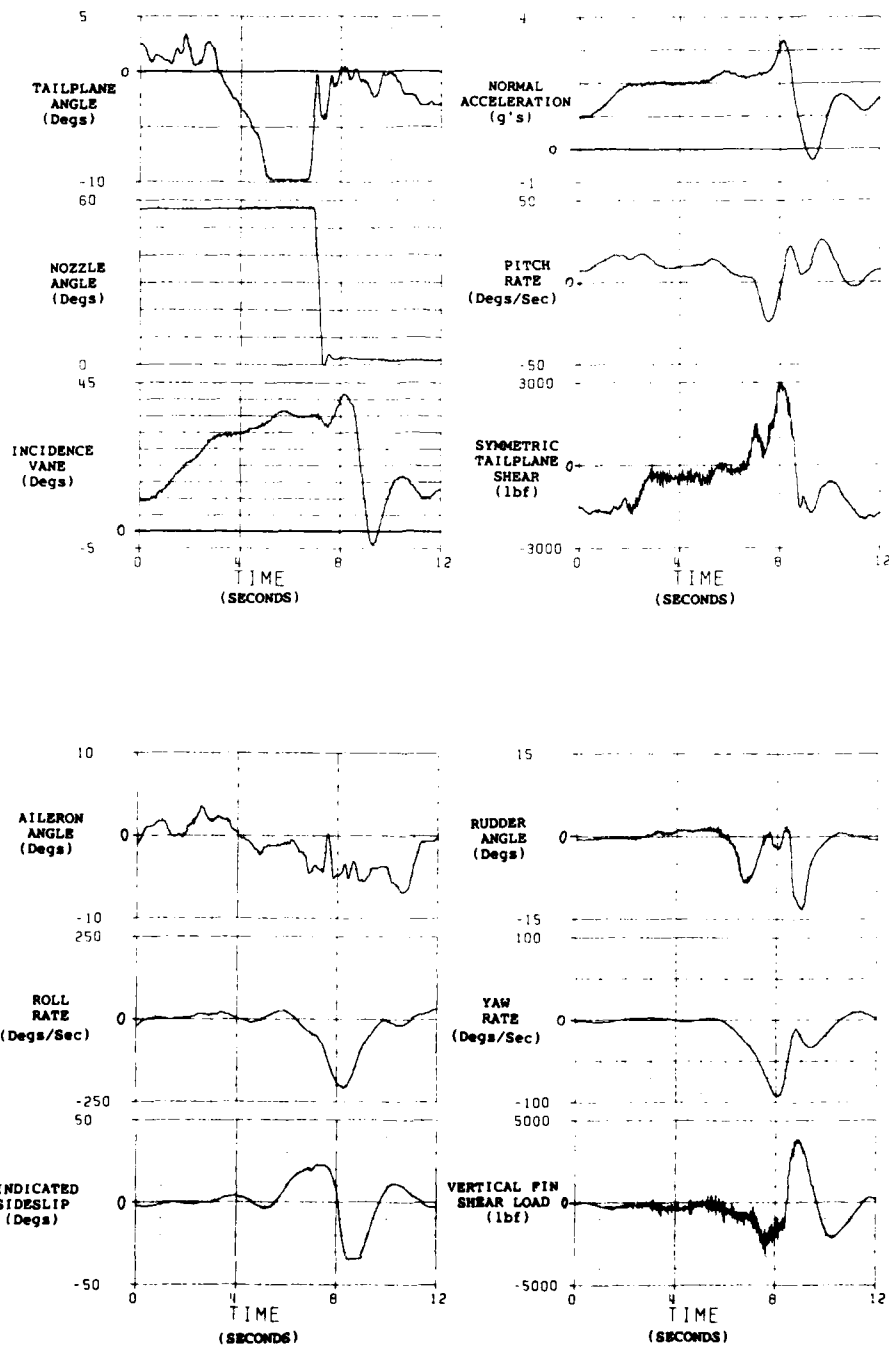 5
0
TAILPLANE
ANGLE
(Degs)
-10
60
NOZZLE
ANGLE
(Degs)
0
45
INCIDENCE
VANE
(Degs)
0
-5
0 4 8 12
TIME
(SECONDS)
4
NORMAL
ACCELERATION
(g's)
0
-1
50
PITCH
RATE
(Degs/Sec)
0
-50
3000
SYMMETRIC
TAILPLANE
SHEAR
(lbf)
0
-3000
0 4 8 12
TIME
(SECONDS)
10
AILERON
ANGLE
(Degs)
0
-10
250
ROLL
RATE
(Degs/Sec)
0
-250
50
INDICATED
SIDESLIP
(Degs)
0
-50
0 4 8 12
TIME
(SECONDS)
15
RUDDER
ANGLE
(Degs)
0
-15
100
YAW
RATE
(Degs/Sec)
0
-100
5000
VERTICAL FIN
SHEAR LOAD
(lbf)
0
-5000
0 4 8 12
TIME
(SECONDS)